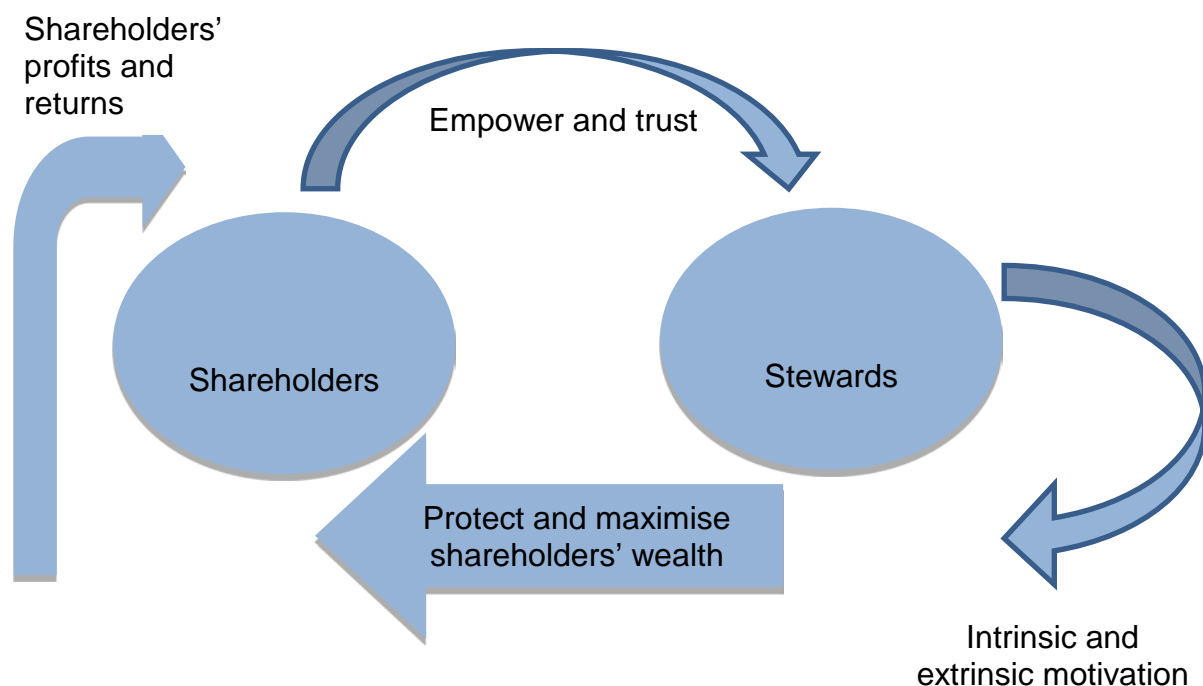 Shareholders’
profits and
returns
Empower and trust
Shareholders
Stewards
Protect and maximise
shareholders’ wealth
Intrinsic and
extrinsic motivation